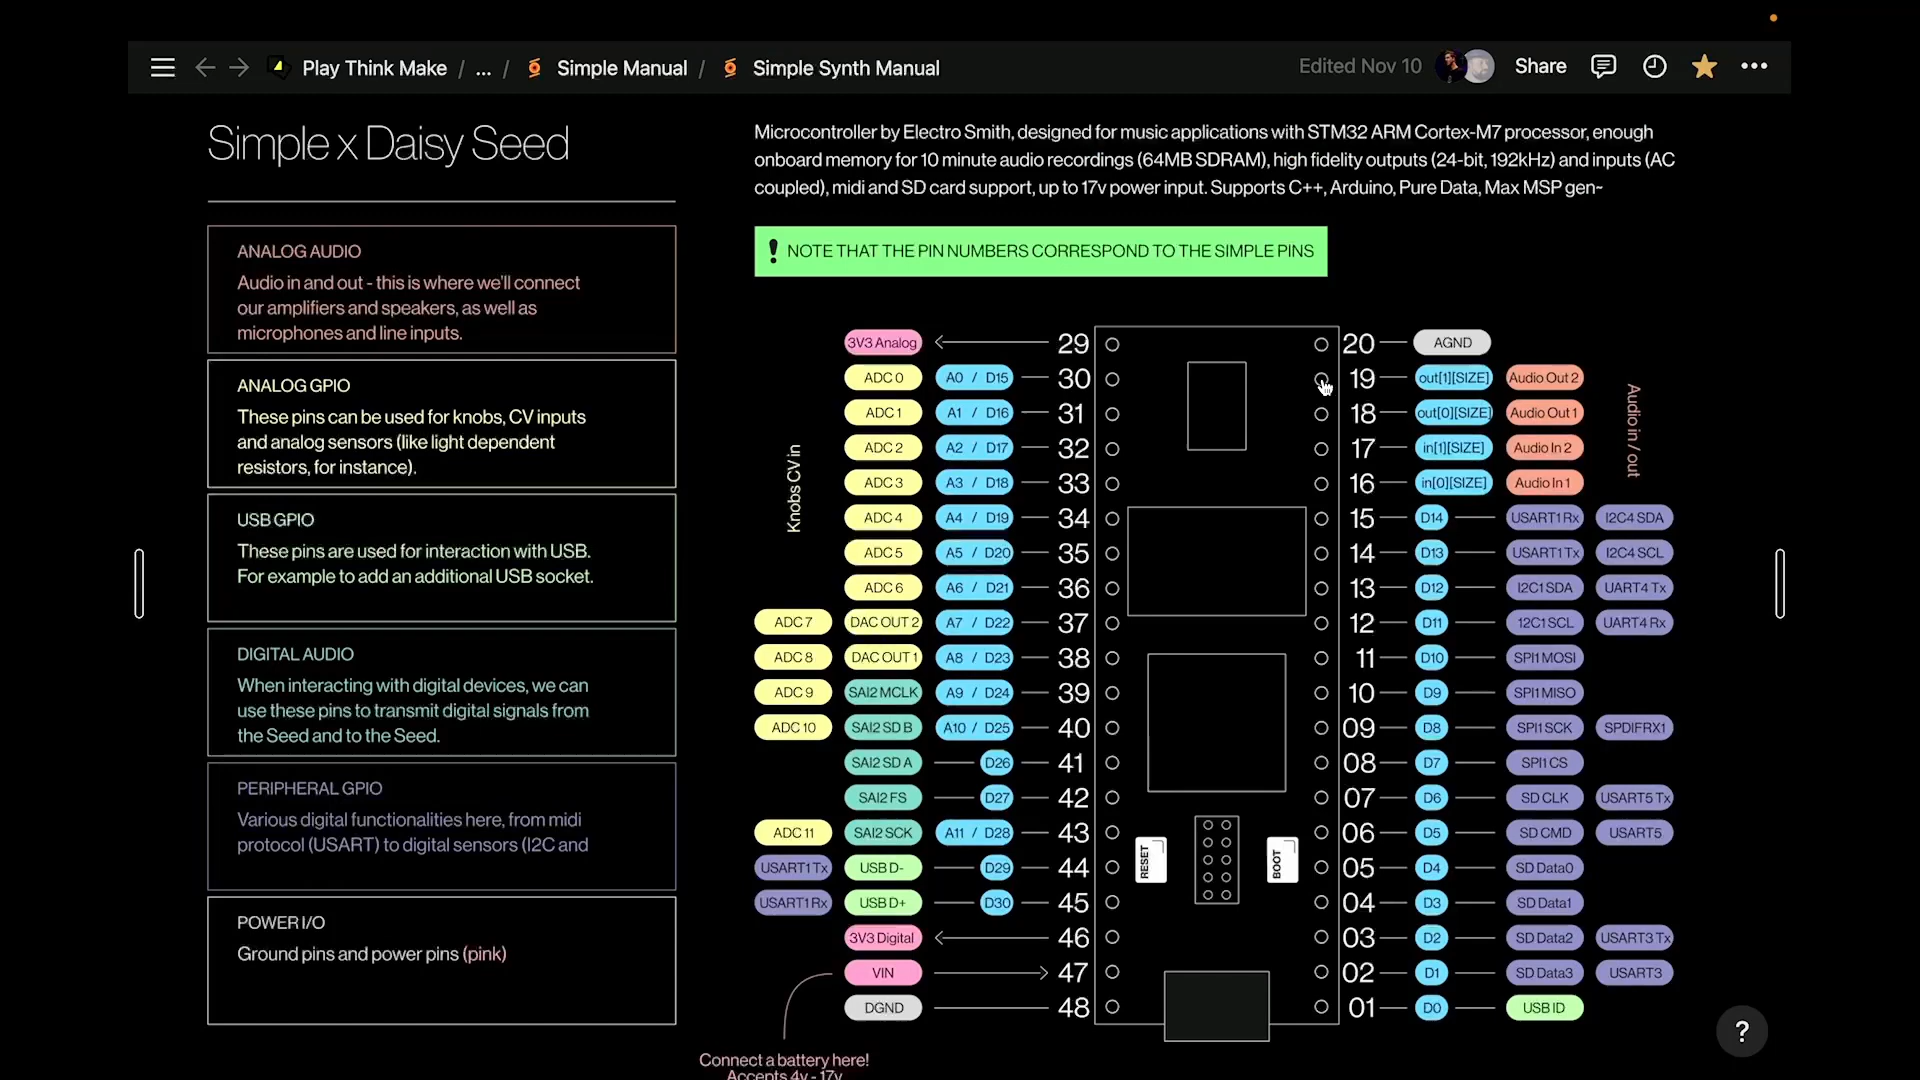 Play Think Make / ... / Simple Manual / Simple Synth Manual
Edited Nov 10 Share
Simple x Daisy Seed
Microcontroller by Electro Smith, designed for music applications with STM32 ARM Cortex-M7 processor, enough
onboard memory for 10 minute audio recordings (64MB SDRAM), high fidelity outputs (24-bit, 192kHz) and inputs (AC
coupled), midi and SD card support, up to 17v power input. Supports C++, Arduino, Pure Data, Max MSP gen~
! NOTE THAT THE PIN NUMBERS CORRESPOND TO THE SIMPLE PINS
ANALOG AUDIO
Audio in and out - this is where we'll connect
our amplifiers and speakers, as well as
microphones and line inputs.
ANALOG GPIO
These pins can be used for knobs, CV inputs
and analog sensors (like light dependent
resistors, for instance).
USB GPIO
These pins are used for interaction with USB.
For example to add an additional USB socket.
DIGITAL AUDIO
When interacting with digital devices, we can
use these pins to transmit digital signals from
the Seed and to the Seed.
PERIPHERAL GPIO
Various digital functionalities here, from midi
protocol (USART) to digital sensors (I2C and
POWER I/O
Ground pins and power pins (pink)
Knobs CV in
3V3 Analog 29 20 AGND
ADC 0 A0 / D15 30 19 out[1][SIZE] Audio Out 2
ADC 1 A1 / D16 31 18 out[0][SIZE] Audio Out 1
ADC 2 A2 / D17 32 17 in[1][SIZE] Audio In 2
ADC 3 A3 / D18 33 16 in[0][SIZE] Audio In 1
ADC 4 A4 / D19 34 15 D14 USART1 Rx I2C4 SDA
ADC 5 A5 / D20 35 14 D13 USART1 Tx I2C4 SCL
ADC 6 A6 / D21 36 13 D12 I2C1 SDA UART4 Tx
ADC 7 DAC OUT 2 A7 / D22 37 12 D11 12C1 SCL UART4 Rx
ADC 8 DAC OUT 1 A8 / D23 38 11 D10 SPI1 MOSI
ADC 9 SAI2 MCLK A9 / D24 39 10 D9 SPI1 MISO
ADC 10 SAI2 SD B A10 / D25 40 09 D8 SPI1 SCK SPDIFRX1
SAI2 SD A D26 41 08 D7 SPI1 CS
SAI2 FS D27 42 07 D6 SD CLK USART5 Tx
ADC 11 SAI2 SCK A11 / D28 43 06 D5 SD CMD USART5
USART1 Tx USB D- D29 44 RESET BOOT 05 D4 SD Data0
USART1 Rx USB D+ D30 45 04 D3 SD Data1
3V3 Digital 46 03 D2 SD Data2 USART3 Tx
VIN 47 02 D1 SD Data3 USART3
DGND 48 01 D0 USB ID
Audio in / out
Connect a battery here!
Accepts 4v - 17v
?